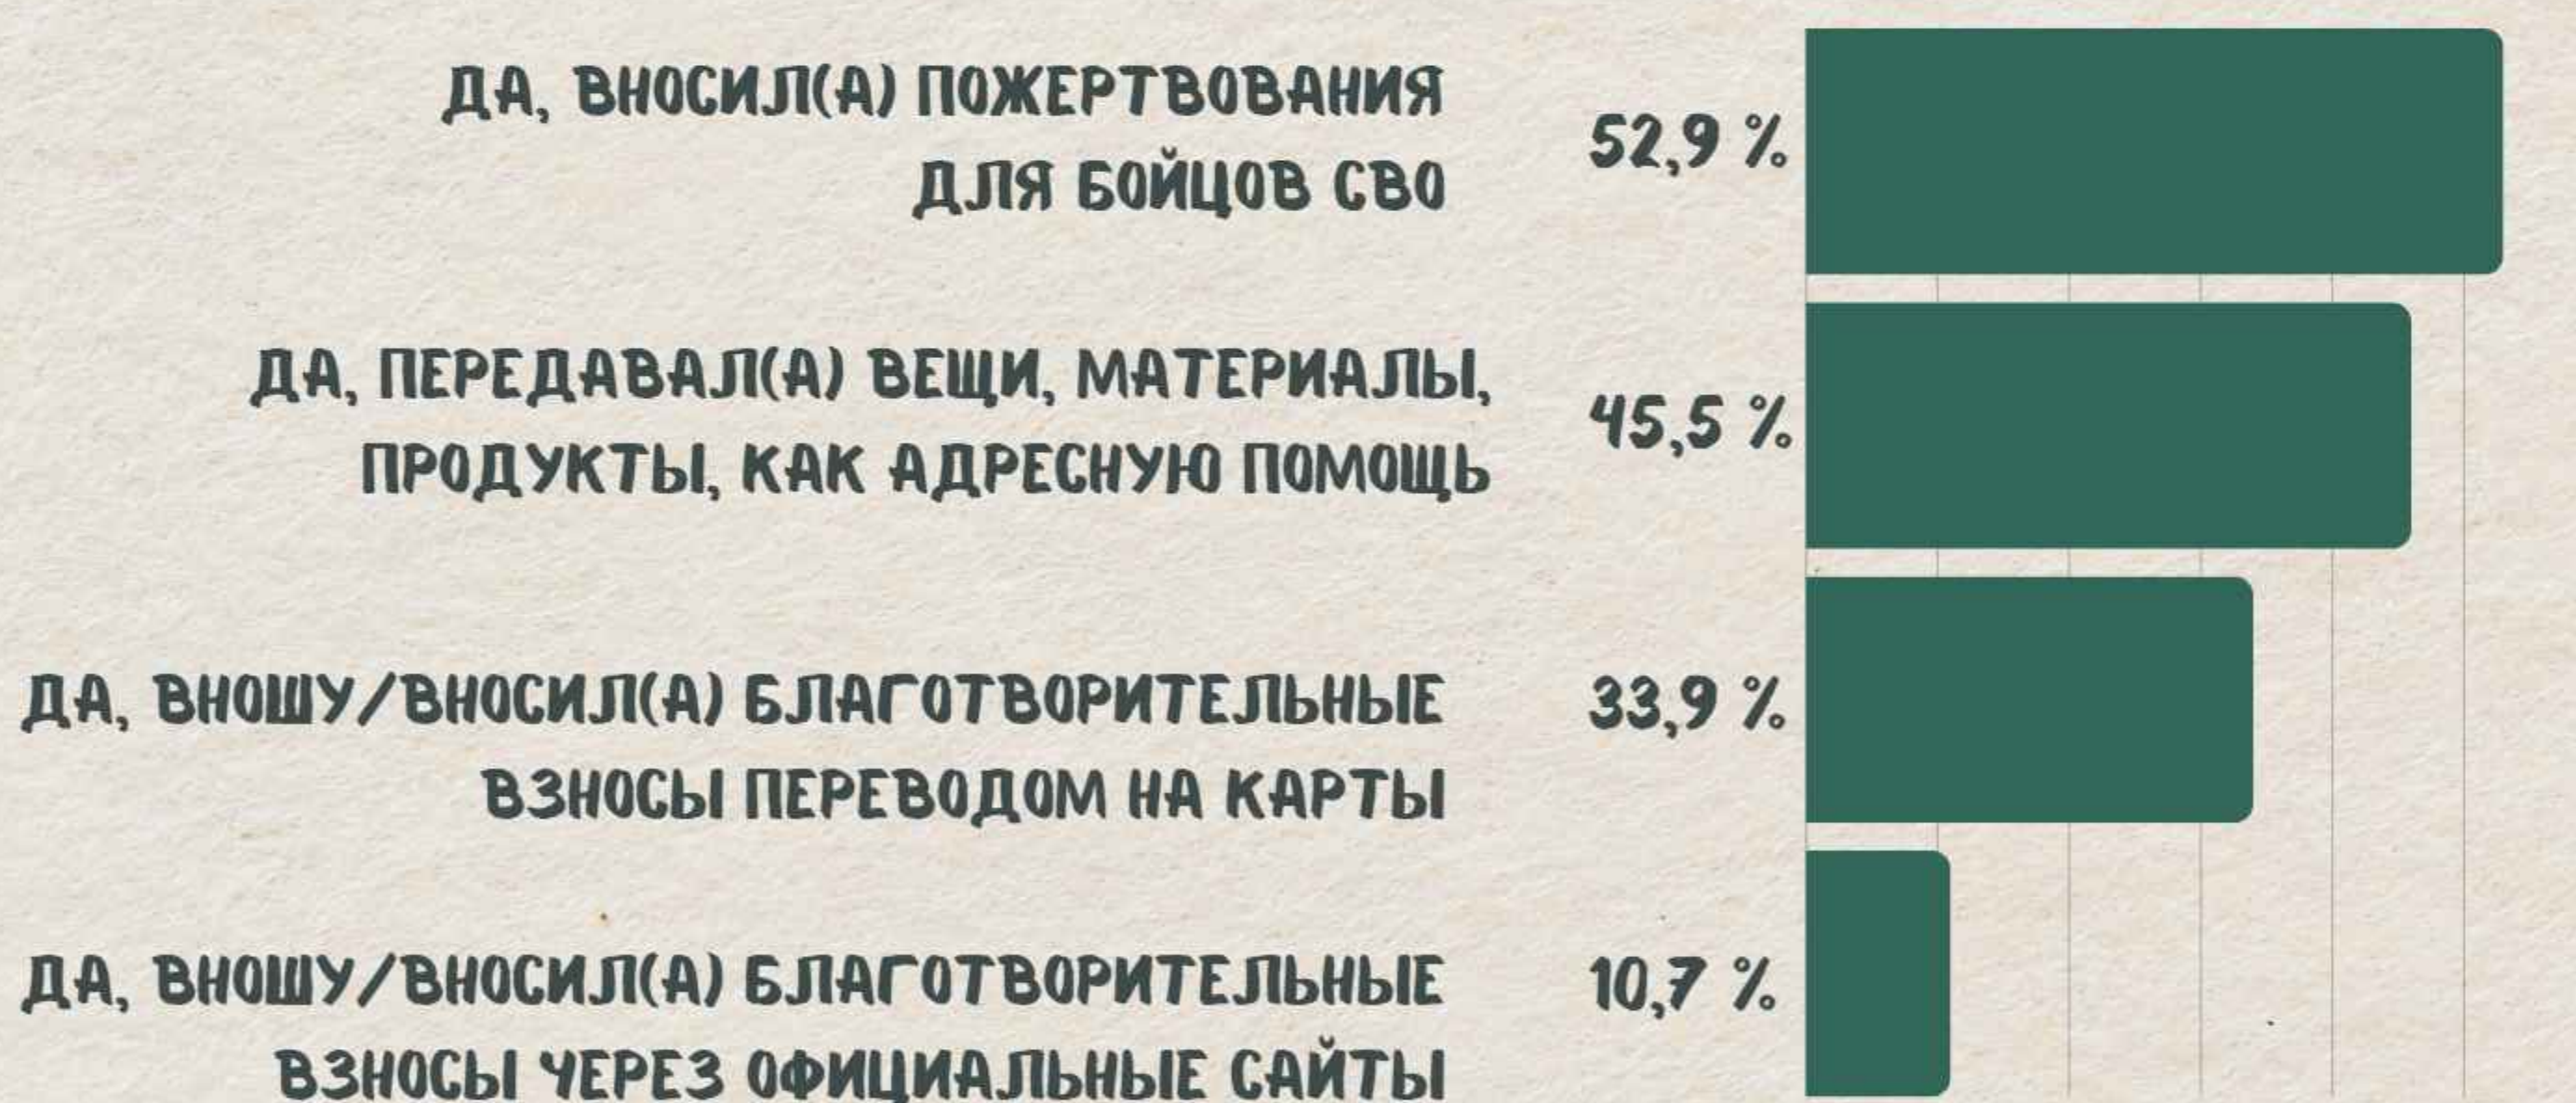 ДА, ВНОСИЛ(А) ПОЖЕРТВОВАНИЯ
ДЛЯ БОЙЦОВ СВО
52,9 %
ДА, ПЕРЕДАВАЛ(А) ВЕЩИ, МАТЕРИАЛЫ,
ПРОДУКТЫ, КАК АДРЕСНУЮ ПОМОЩЬ
45,5 %
ДА, ВНОШУ/ВНОСИЛ(А) БЛАГОТВОРИТЕЛЬНЫЕ
ВЗНОСЫ ПЕРЕВОДОМ НА КАРТЫ
33,9 %
ДА, ВНОШУ/ВНОСИЛ(А) БЛАГОТВОРИТЕЛЬНЫЕ
ВЗНОСЫ ЧЕРЕЗ ОФИЦИАЛЬНЫЕ САЙТЫ
10,7 %